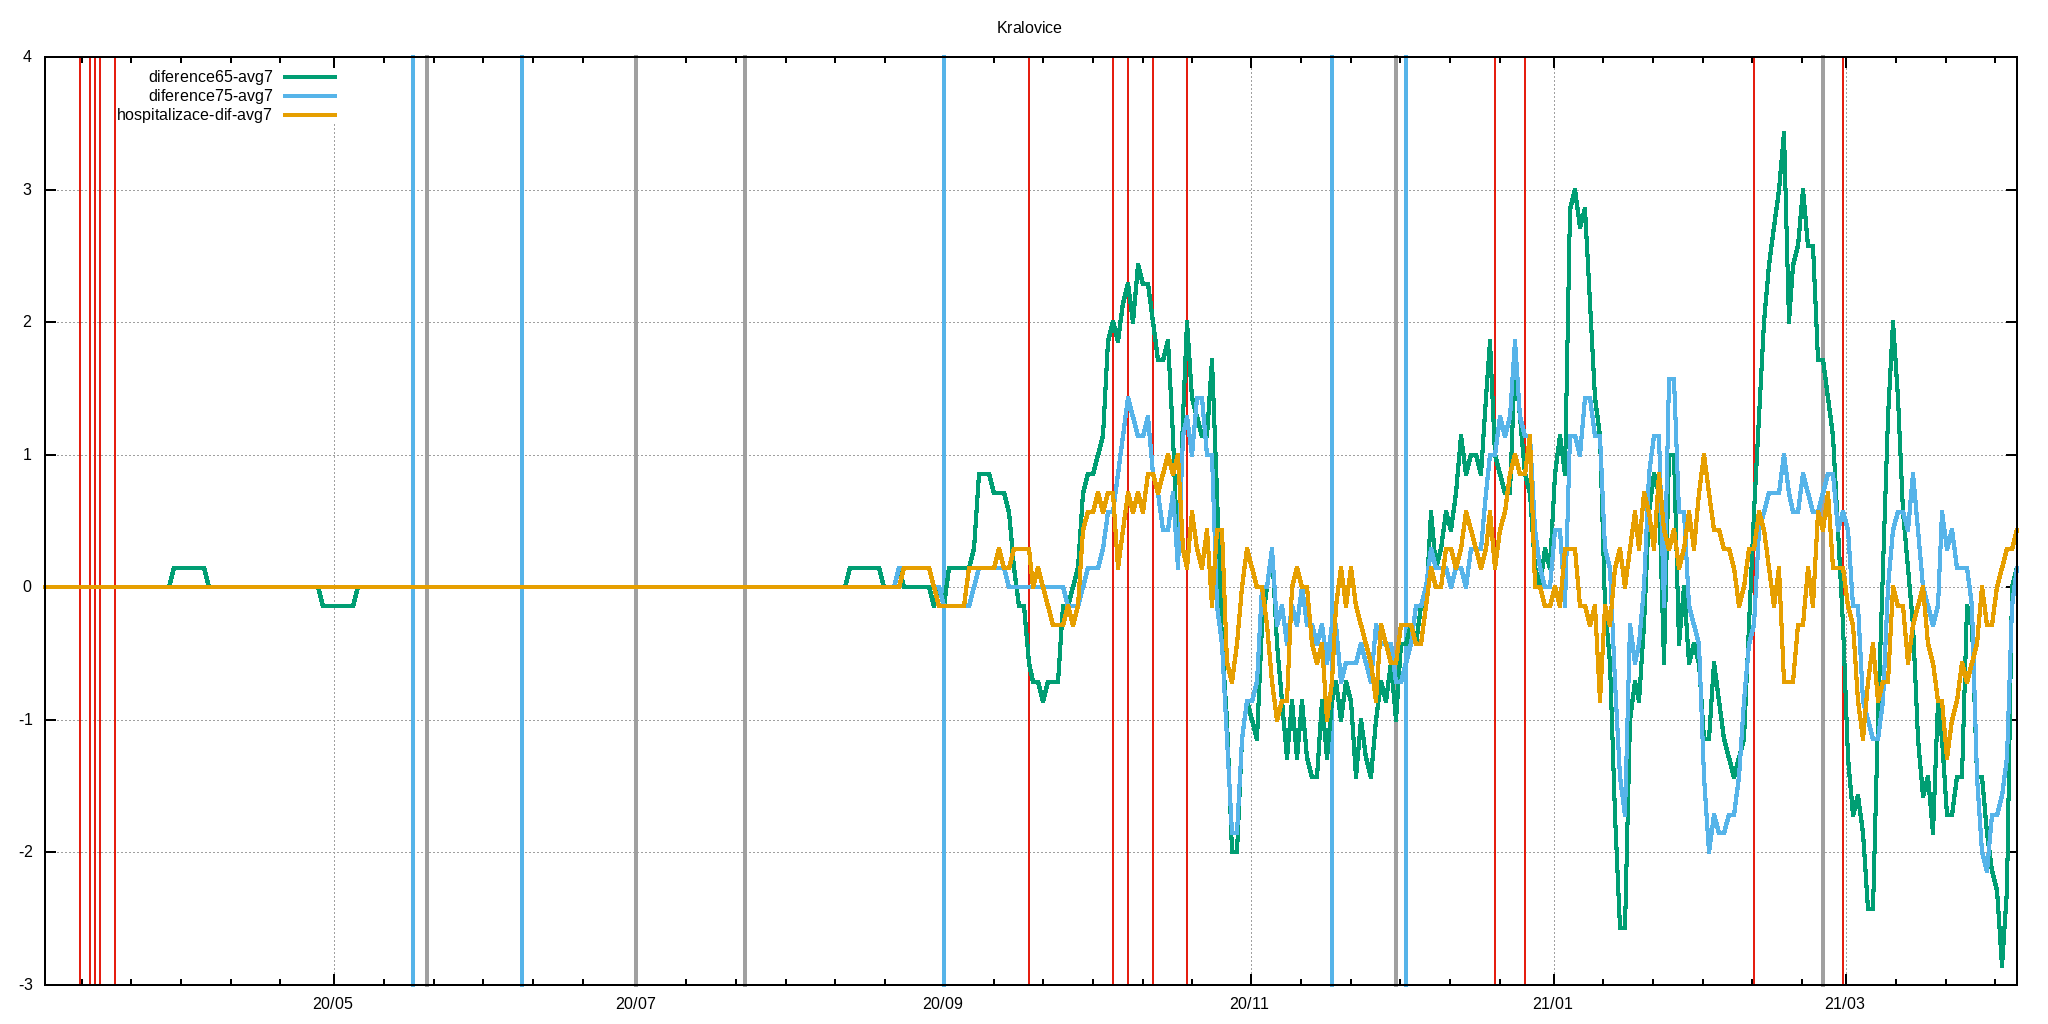 Kralovice
4
diference65-avg7
diference75-avg7
hospitalizace-dif-avg7
3
2
1
0
-1
-2
-3
20/05 20/07 20/09 20/11 21/01 21/03